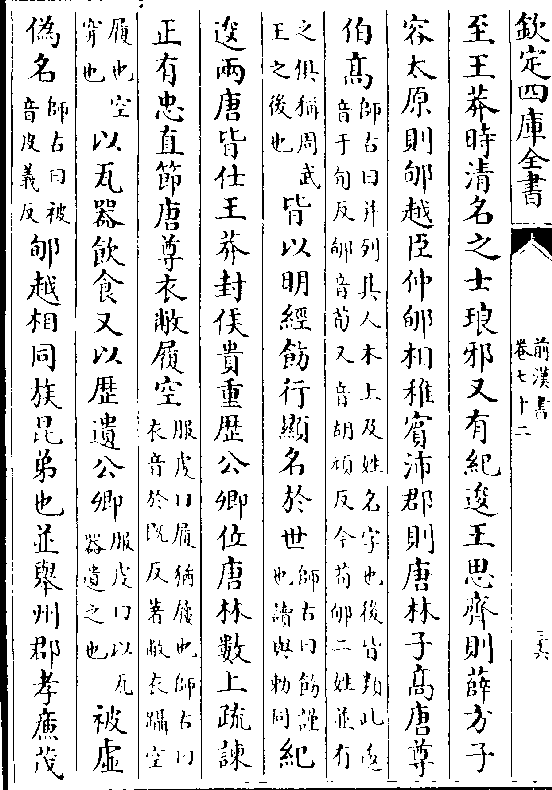 欽定四庫全書
前漢書
卷七十二
至王莽時清名之士琅邪又有紀逡王思齊則薛方子
容太原則郇越臣仲郇相稚賓沛郡則唐林子高唐尊
伯高師古曰并列其人本土及姓名字也後皆類此逡音千旬反郇音荀又音胡頑反今荀郇二姓並有
之俱稱周武王之後也皆以明經飭行顯名於世師古曰飭謹也讀與勅同紀
逡兩唐皆仕王莽封侯貴重歷公卿位唐林數上疏諫
正有忠直節唐尊衣敝履空服虔曰履猶屨也師古曰衣音於既反著敝衣躡空
履也空穿也以瓦器飲食又以歷遺公卿服虔曰以瓦器遺之也被虛
偽名師古曰被音皮義反郇越相同族昆弟也並舉州郡孝廉茂